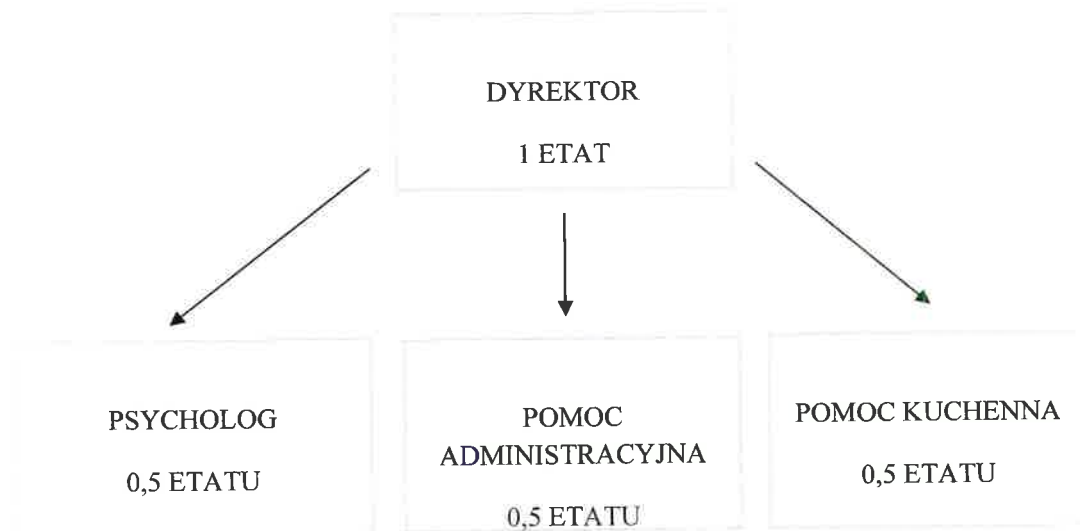 DYREKTOR
1 ETAT
PSYCHOLOG
0,5 ETATU
POMOC
ADMINISTRACYJNA
0,5 ETATU
POMOC KUCHENNA
0,5 ETATU